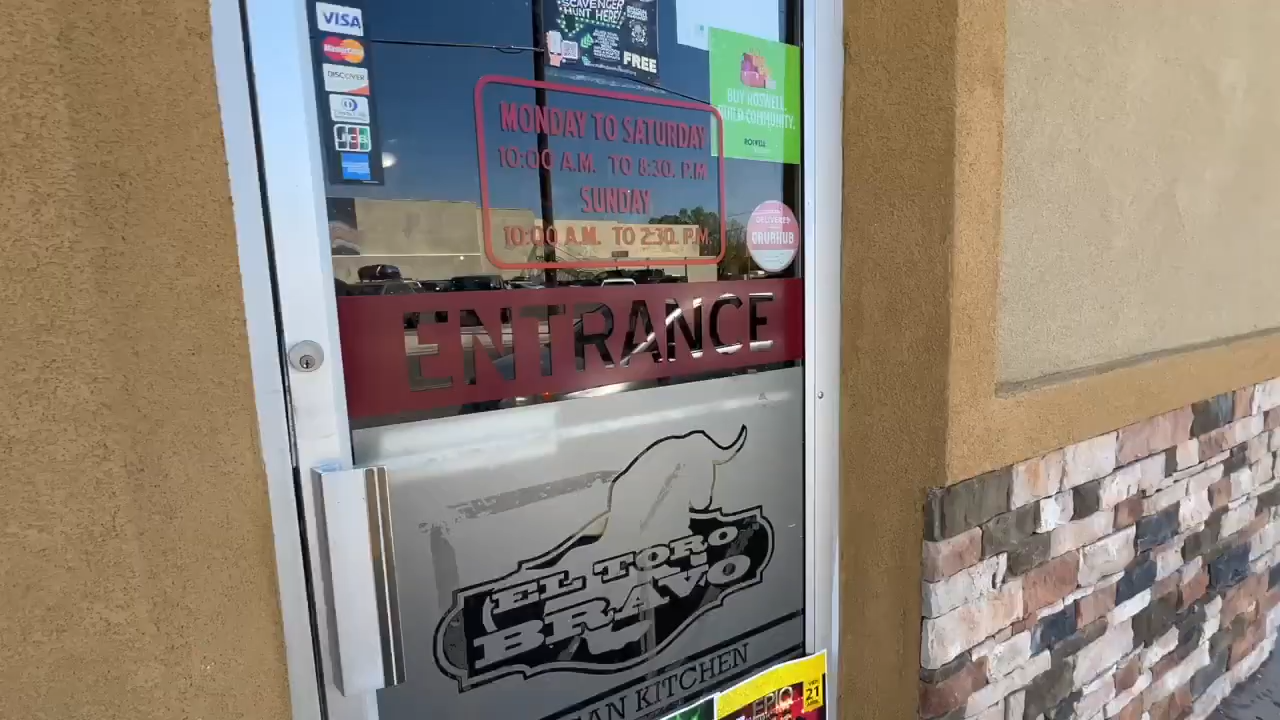 VISA
MasterCard
DISCOVER
SCAVENGER
HUNT HERE!
FREE
BUY ROSWELL.
BUILD COMMUNITY.
ROSWELL
MONDAY TO SATURDAY
10:00 A.M. TO 8:30. P.M
SUNDAY
10:00 A.M. TO 2:30. P.M.
DELIVERED
GRUBHUB
ENTRANCE
EL TORO
BRAVO
AN KITCHEN
EPIC
21